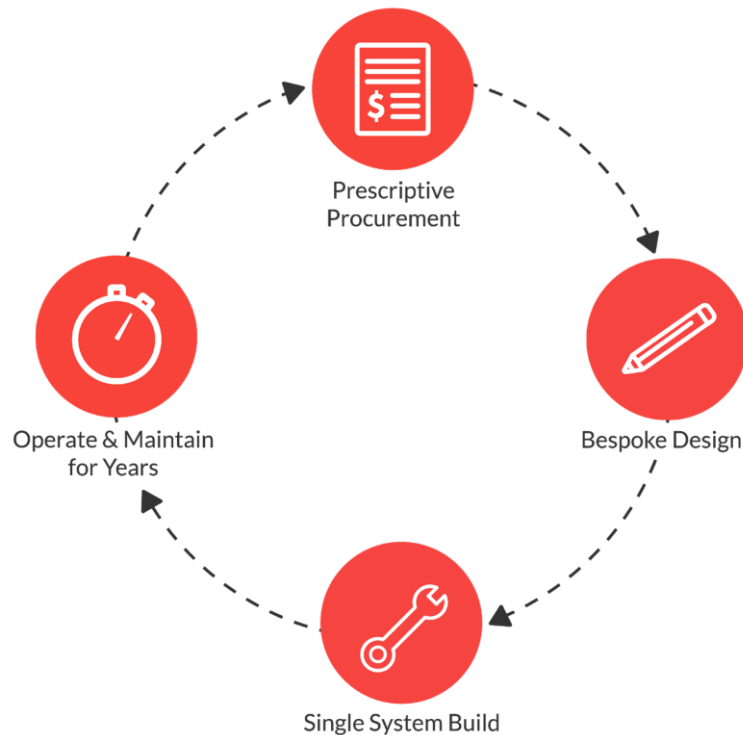 $
Prescriptive
Procurement
Bespoke Design
Operate & Maintain
for Years
Single System Build